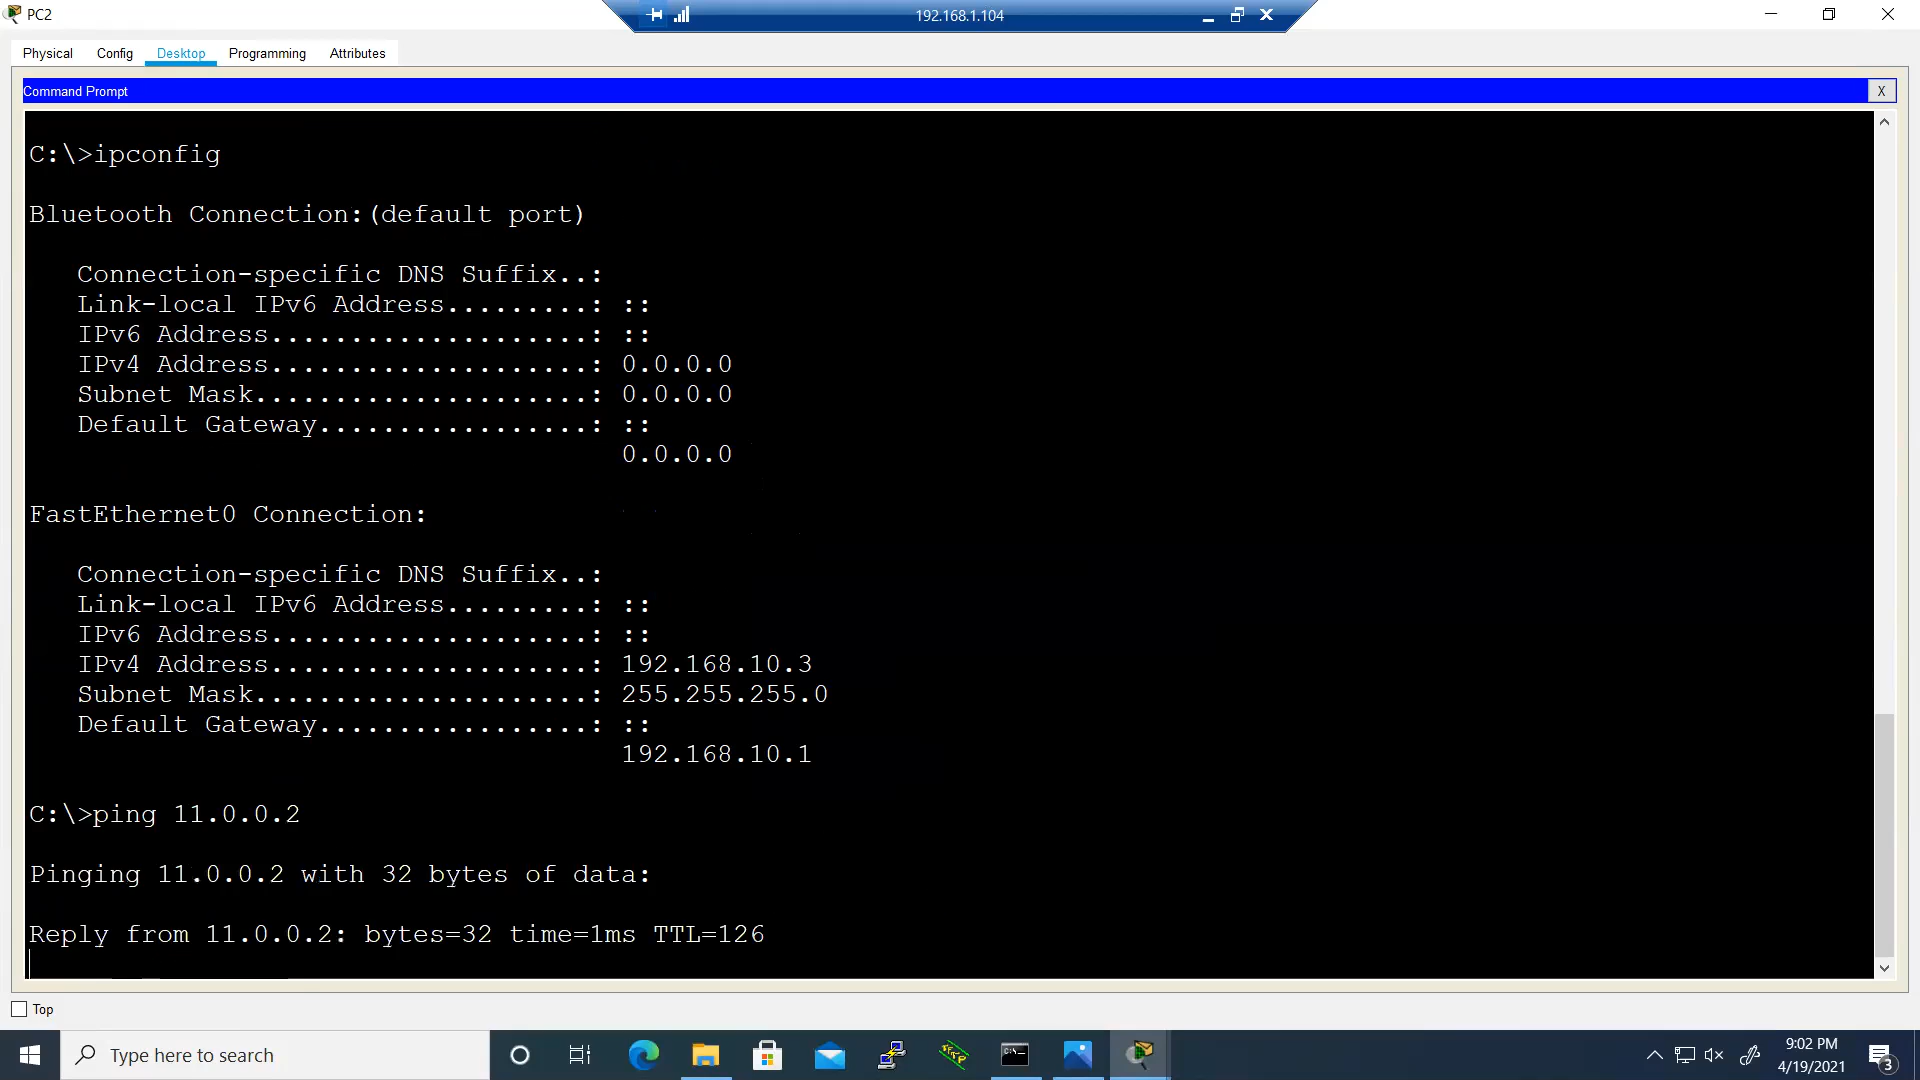 PC2
192.168.1.104
Physical Config Desktop Programming Attributes
Command Prompt
X
C:\>ipconfig
Bluetooth Connection:(default port)
Connection-specific DNS Suffix..:
Link-local IPv6 Address.........: ::
IPv6 Address....................: ::
IPv4 Address....................: 0.0.0.0
Subnet Mask.....................: 0.0.0.0
Default Gateway.................: ::
0.0.0.0
FastEthernet0 Connection:
Connection-specific DNS Suffix..:
Link-local IPv6 Address.........: ::
IPv6 Address....................: ::
IPv4 Address....................: 192.168.10.3
Subnet Mask.....................: 255.255.255.0
Default Gateway.................: ::
192.168.10.1
C:\>ping 11.0.0.2
Pinging 11.0.0.2 with 32 bytes of data:
Reply from 11.0.0.2: bytes=32 time=1ms TTL=126
Top
Type here to search
9:02 PM
4/19/2021
3